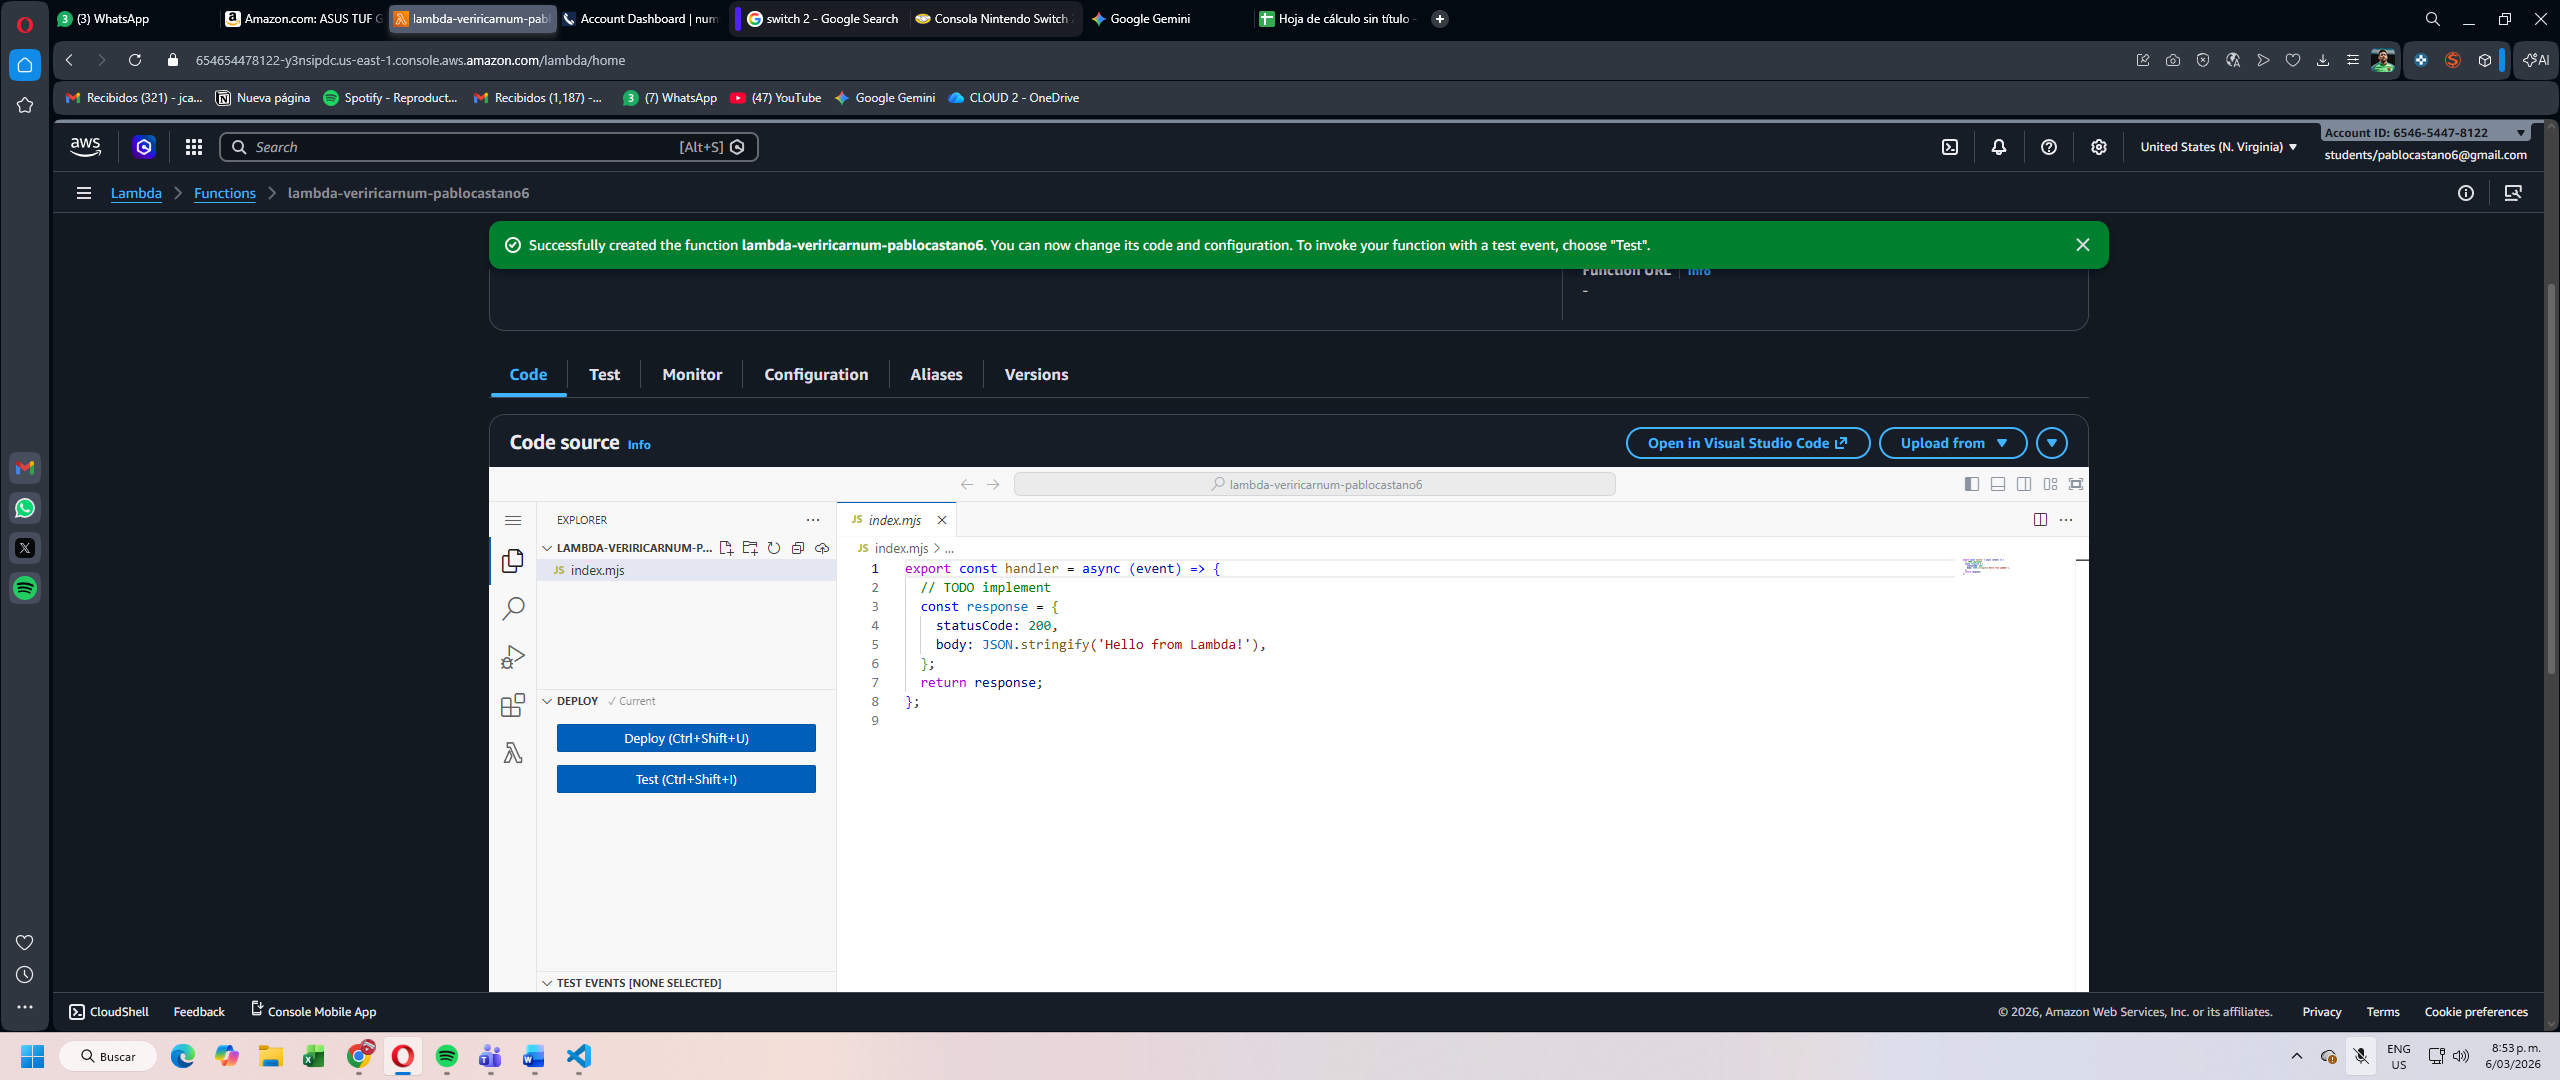 (3) WhatsApp
Amazon.com: ASUS TUF G
lambda-veriricarnum-pabl
Account Dashboard | num
switch 2 - Google Search
Consola Nintendo Switch
Google Gemini
Hoja de cálculo sin título -
654654478122-y3nsipdc.us-east-1.console.aws.amazon.com/lambda/home
AI
Recibidos (321) - jca...
Nueva página
Spotify - Reproduct...
Recibidos (1,187) -...
(7) WhatsApp
(47) YouTube
Google Gemini
CLOUD 2 - OneDrive
aws
Search
[Alt+S]
United States (N. Virginia)
Account ID: 6546-5447-8122
students/pablocastano6@gmail.com
Lambda
Functions
lambda-veriricarnum-pablocastano6
Successfully created the function lambda-veriricarnum-pablocastano6. You can now change its code and configuration. To invoke your function with a test event, choose "Test".
Function URL
Info
-
Code
Test
Monitor
Configuration
Aliases
Versions
Code source
Info
Open in Visual Studio Code
Upload from
lambda-veriricarnum-pablocastano6
EXPLORER
LAMBDA-VERIRICARNUM-P...
JS index.mjs
JS index.mjs
JS index.mjs > ...
1 export const handler = async (event) => {
2 // TODO implement
3 const response = {
4 statusCode: 200,
5 body: JSON.stringify('Hello from Lambda!'),
6 };
7 return response;
8 };
9
DEPLOY
Current
Deploy (Ctrl+Shift+U)
Test (Ctrl+Shift+I)
TEST EVENTS [NONE SELECTED]
CloudShell
Feedback
Console Mobile App
© 2026, Amazon Web Services, Inc. or its affiliates.
Privacy
Terms
Cookie preferences
Buscar
ENG
US
8:53 p. m.
6/03/2026